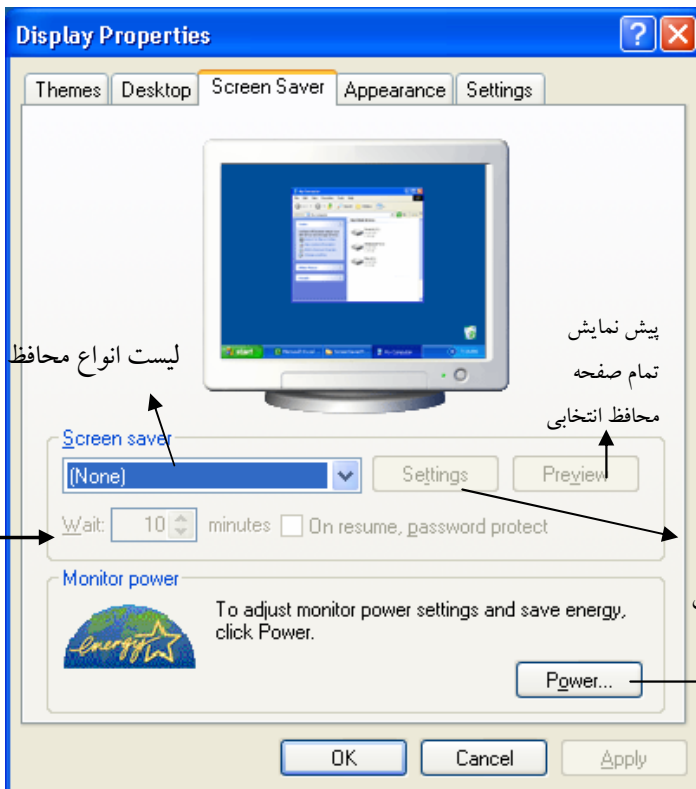 Display Properties
Themes Desktop Screen Saver Appearance Settings
لیست انواع محافظ
پیش نمایش
تمام صفحه
محافظ انتخابی
Screen saver
(None) Settings Preview
Wait: 10 minutes On resume, password protect
Monitor power
energy
To adjust monitor power settings and save energy,
click Power.
Power...
OK Cancel Apply